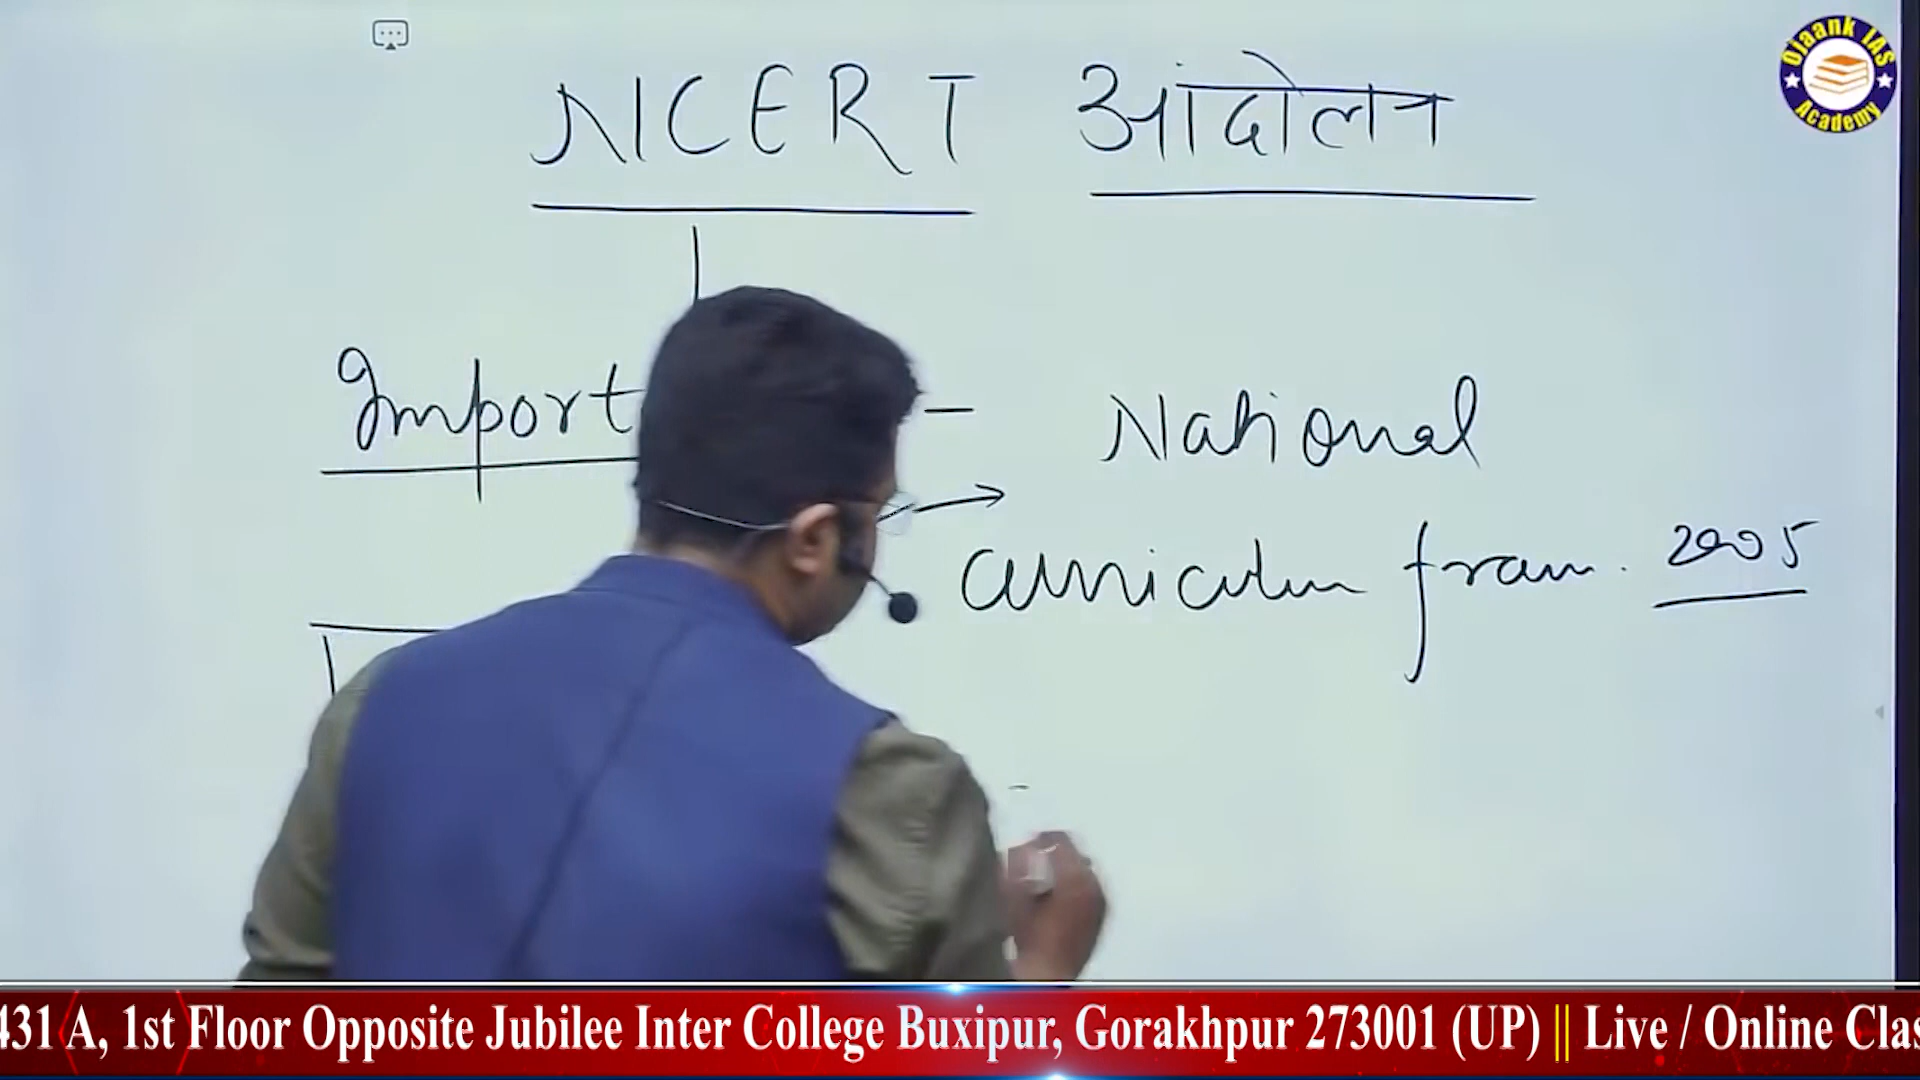 NCERT आंदोलन
Import
— National
→ Curriculum fram. 2005
Ojaank IAS
Academy
431 A, 1st Floor Opposite Jubilee Inter College Buxipur, Gorakhpur 273001 (UP) || Live / Online Clas